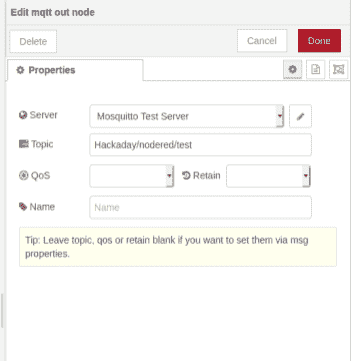 Edit mqtt out node
Delete
Cancel
Done
Properties
Server
Mosquitto Test Server
Topic
Hackaday/nodered/test
QoS
Retain
Name
Name
Tip: Leave topic, qos or retain blank if you want to set them via msg
properties.